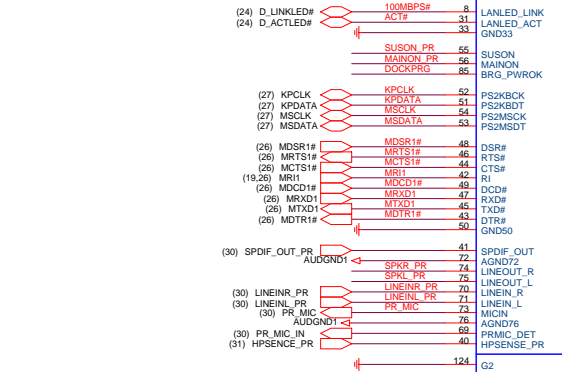 (24) D_LINKLED# 100MBPS# 8 LANLED_LINK
(24) D_ACTLED# ACT# 31 LANLED_ACT
33 GND33
SUSON_PR 55 SUSON
MAINON_PR 56 MAINON
DOCKPRG 85 BRG_PWROK
(27) KPCLK KPCLK 52 PS2KBCK
(27) KPDATA KPDATA 51 PS2KBDT
(27) MSCLK MSCLK 54 PS2MSCK
(27) MSDATA MSDATA 53 PS2MSDT
(26) MDSR1# MDSR1# 48 DSR#
(26) MRTS1# MRTS1# 46 RTS#
(26) MCTS1# MCTS1# 44 CTS#
(19,26) MRI1 MRI1 42 RI
(26) MDCD1# MDCD1# 49 DCD#
(26) MRXD1 MRXD1 47 RXD#
(26) MTXD1 MTXD1 45 TXD#
(26) MDTR1# MDTR1# 43 DTR#
50 GND50
(30) SPDIF_OUT_PR 41 SPDIF_OUT
AUDGND1 72 AGND72
SPKR_PR 74 LINEOUT_R
SPKL_PR 75 LINEOUT_L
(30) LINEINR_PR LINEINR_PR 70 LINEIN_R
(30) LINEINL_PR LINEINL_PR 71 LINEIN_L
(30) PR_MIC PR_MIC 73 MICIN
AUDGND1 76 AGND76
(30) PR_MIC_IN 69 PRMIC_DET
(31) HPSENCE_PR 40 HPSENSE_PR
124 G2